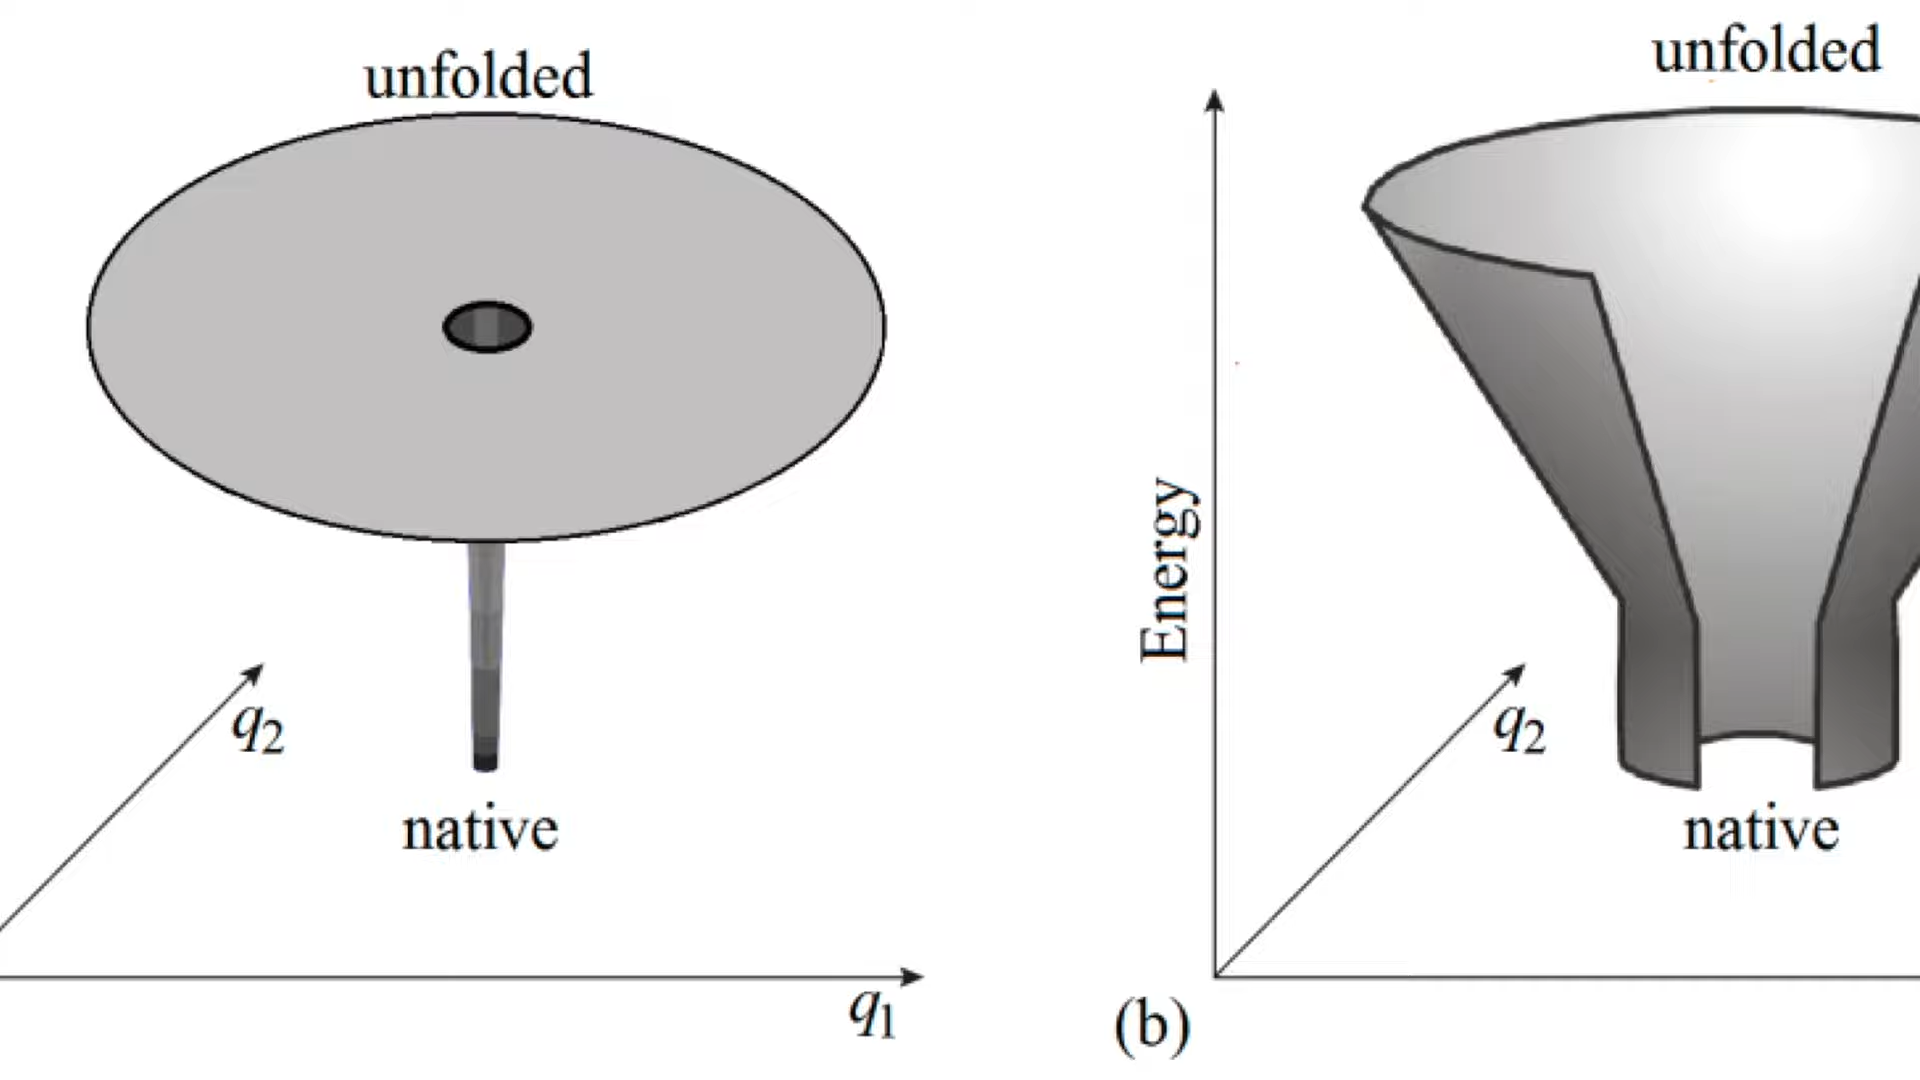 unfolded
q2
native
q1
unfolded
Energy
q2
native
(b)